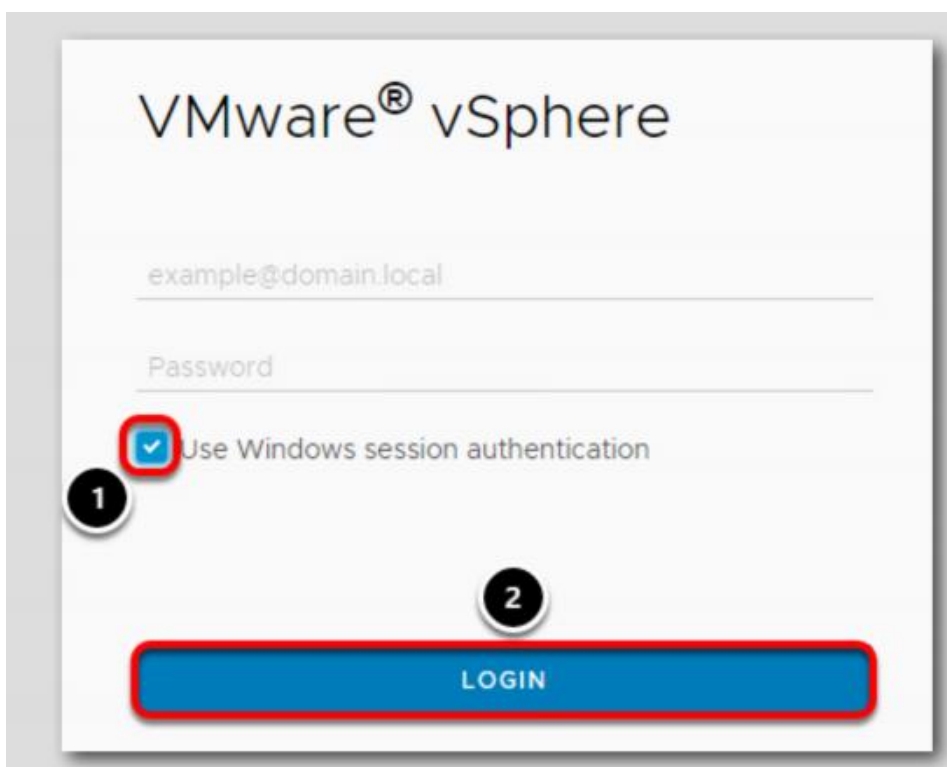 VMware® vSphere
example@domain.local
Password
Use Windows session authentication
1
2
LOGIN